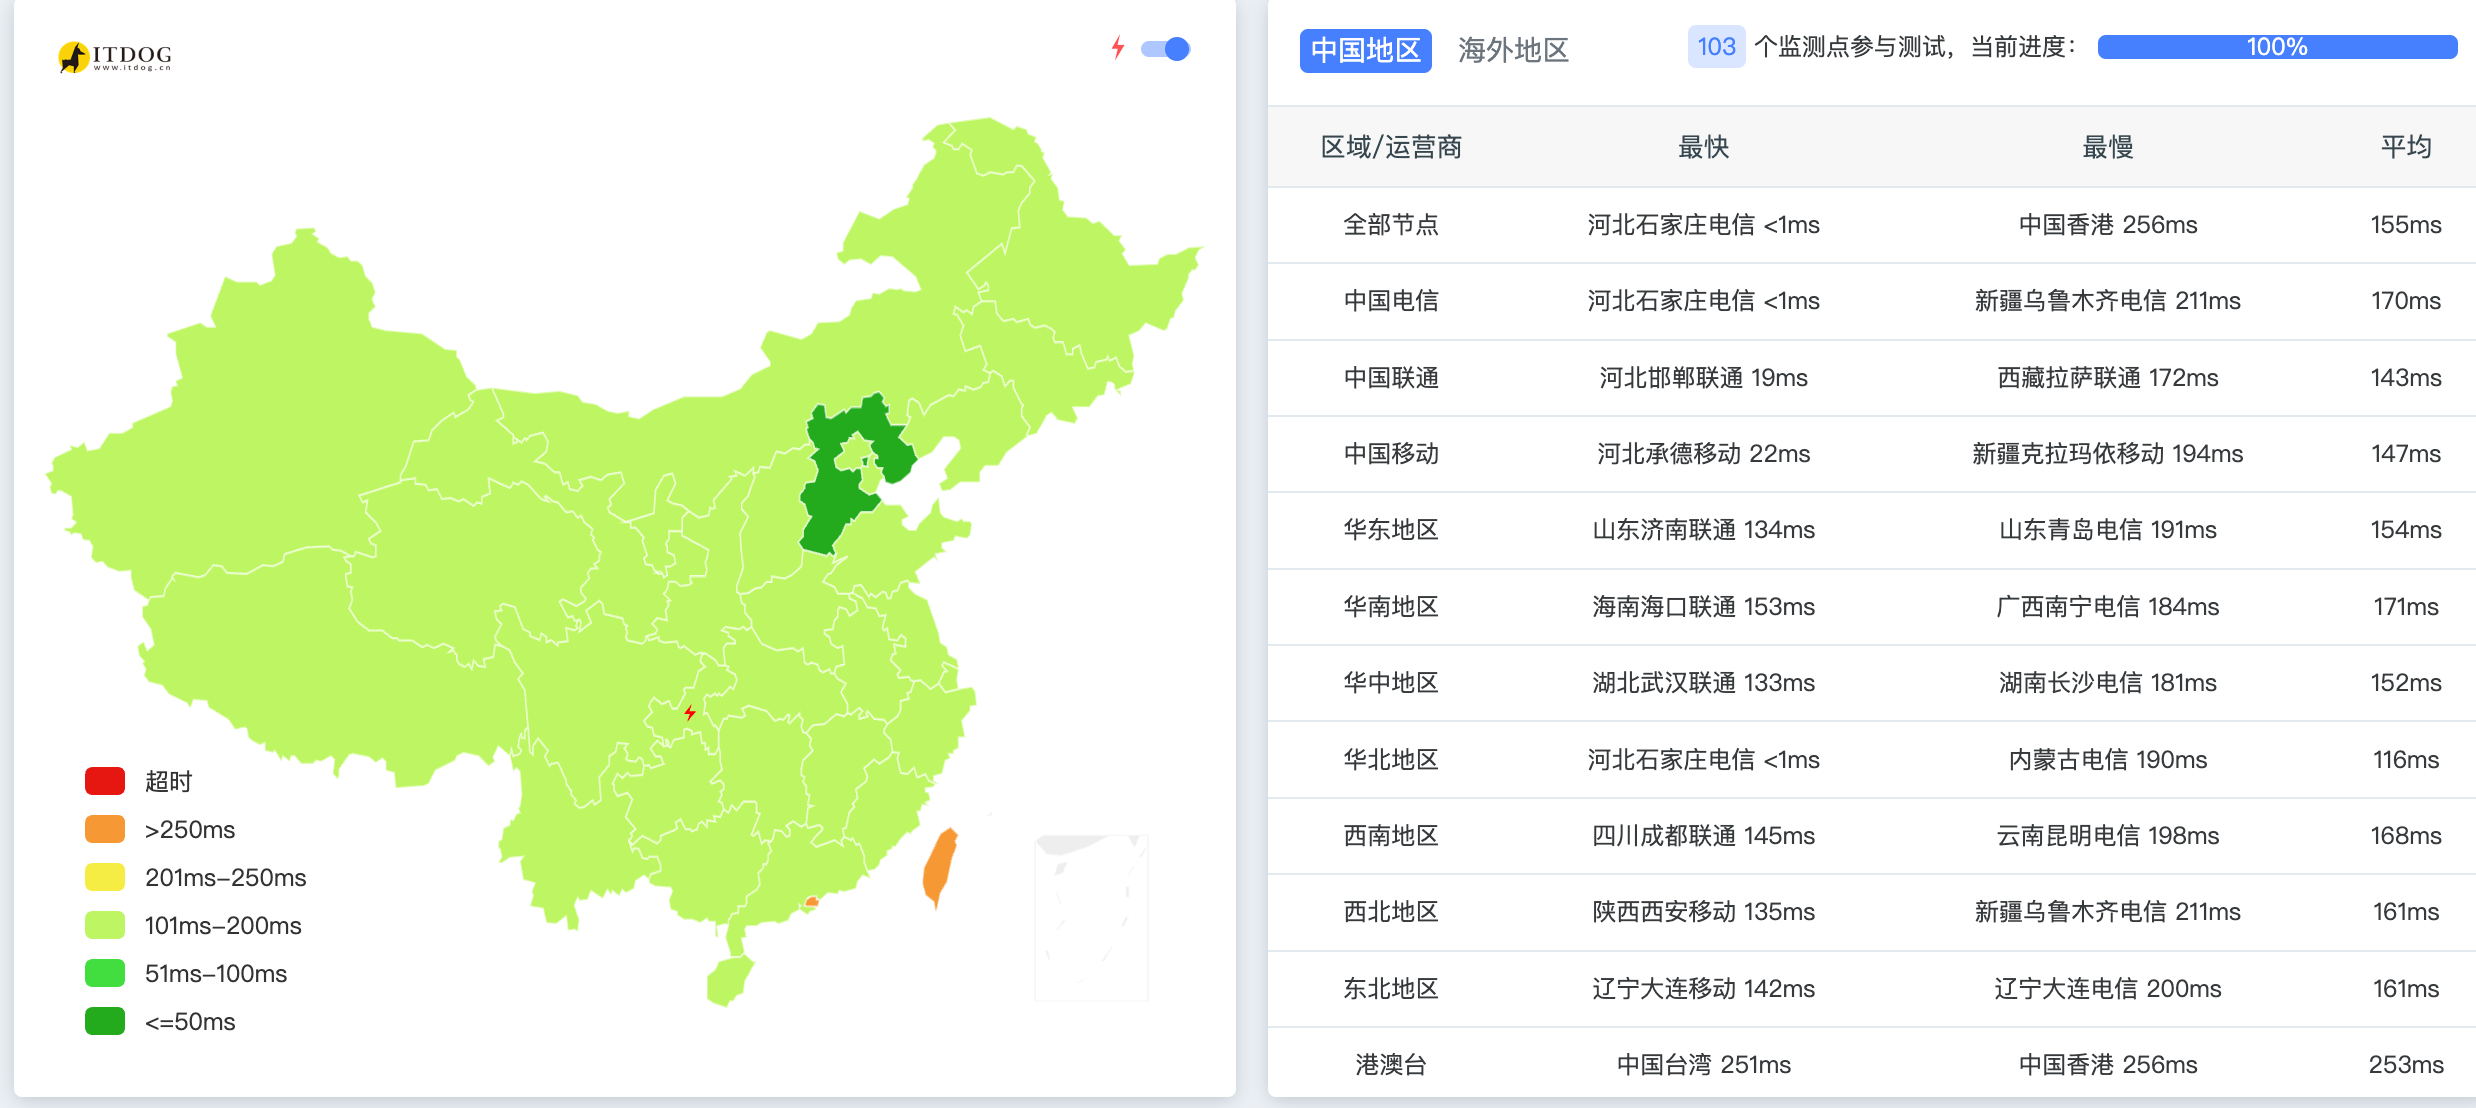 ITDOG
www.itdog.cn
超时
>250ms
201ms-250ms
101ms-200ms
51ms-100ms
<=50ms
中国地区 海外地区 103 个监测点参与测试，当前进度： 100%
区域/运营商 最快 最慢 平均
全部节点 河北石家庄电信 <1ms 中国香港 256ms 155ms
中国电信 河北石家庄电信 <1ms 新疆乌鲁木齐电信 211ms 170ms
中国联通 河北邯郸联通 19ms 西藏拉萨联通 172ms 143ms
中国移动 河北承德移动 22ms 新疆克拉玛依移动 194ms 147ms
华东地区 山东济南联通 134ms 山东青岛电信 191ms 154ms
华南地区 海南海口联通 153ms 广西南宁电信 184ms 171ms
华中地区 湖北武汉联通 133ms 湖南长沙电信 181ms 152ms
华北地区 河北石家庄电信 <1ms 内蒙古电信 190ms 116ms
西南地区 四川成都联通 145ms 云南昆明电信 198ms 168ms
西北地区 陕西西安移动 135ms 新疆乌鲁木齐电信 211ms 161ms
东北地区 辽宁大连移动 142ms 辽宁大连电信 200ms 161ms
港澳台 中国台湾 251ms 中国香港 256ms 253ms